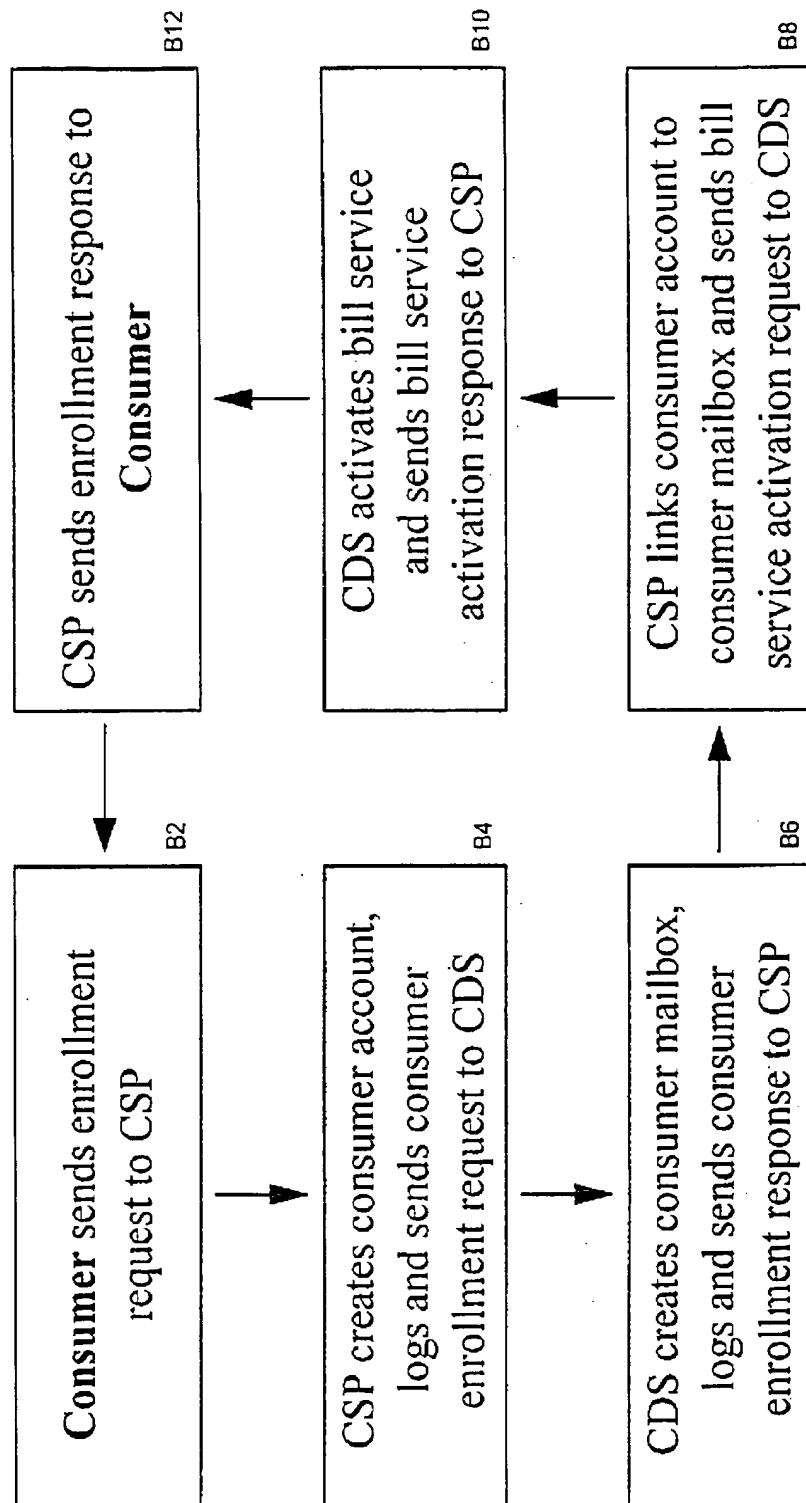 Consumer sends enrollment
request to CSP
B2
CSP creates consumer account,
logs and sends consumer
enrollment request to CDS
B4
CDS creates consumer mailbox,
logs and sends consumer
enrollment response to CSP
B6
CSP links consumer account to
consumer mailbox and sends bill
service activation request to CDS
B8
CDS activates bill service
and sends bill service
activation response to CSP
B10
CSP sends enrollment response to
Consumer
B12